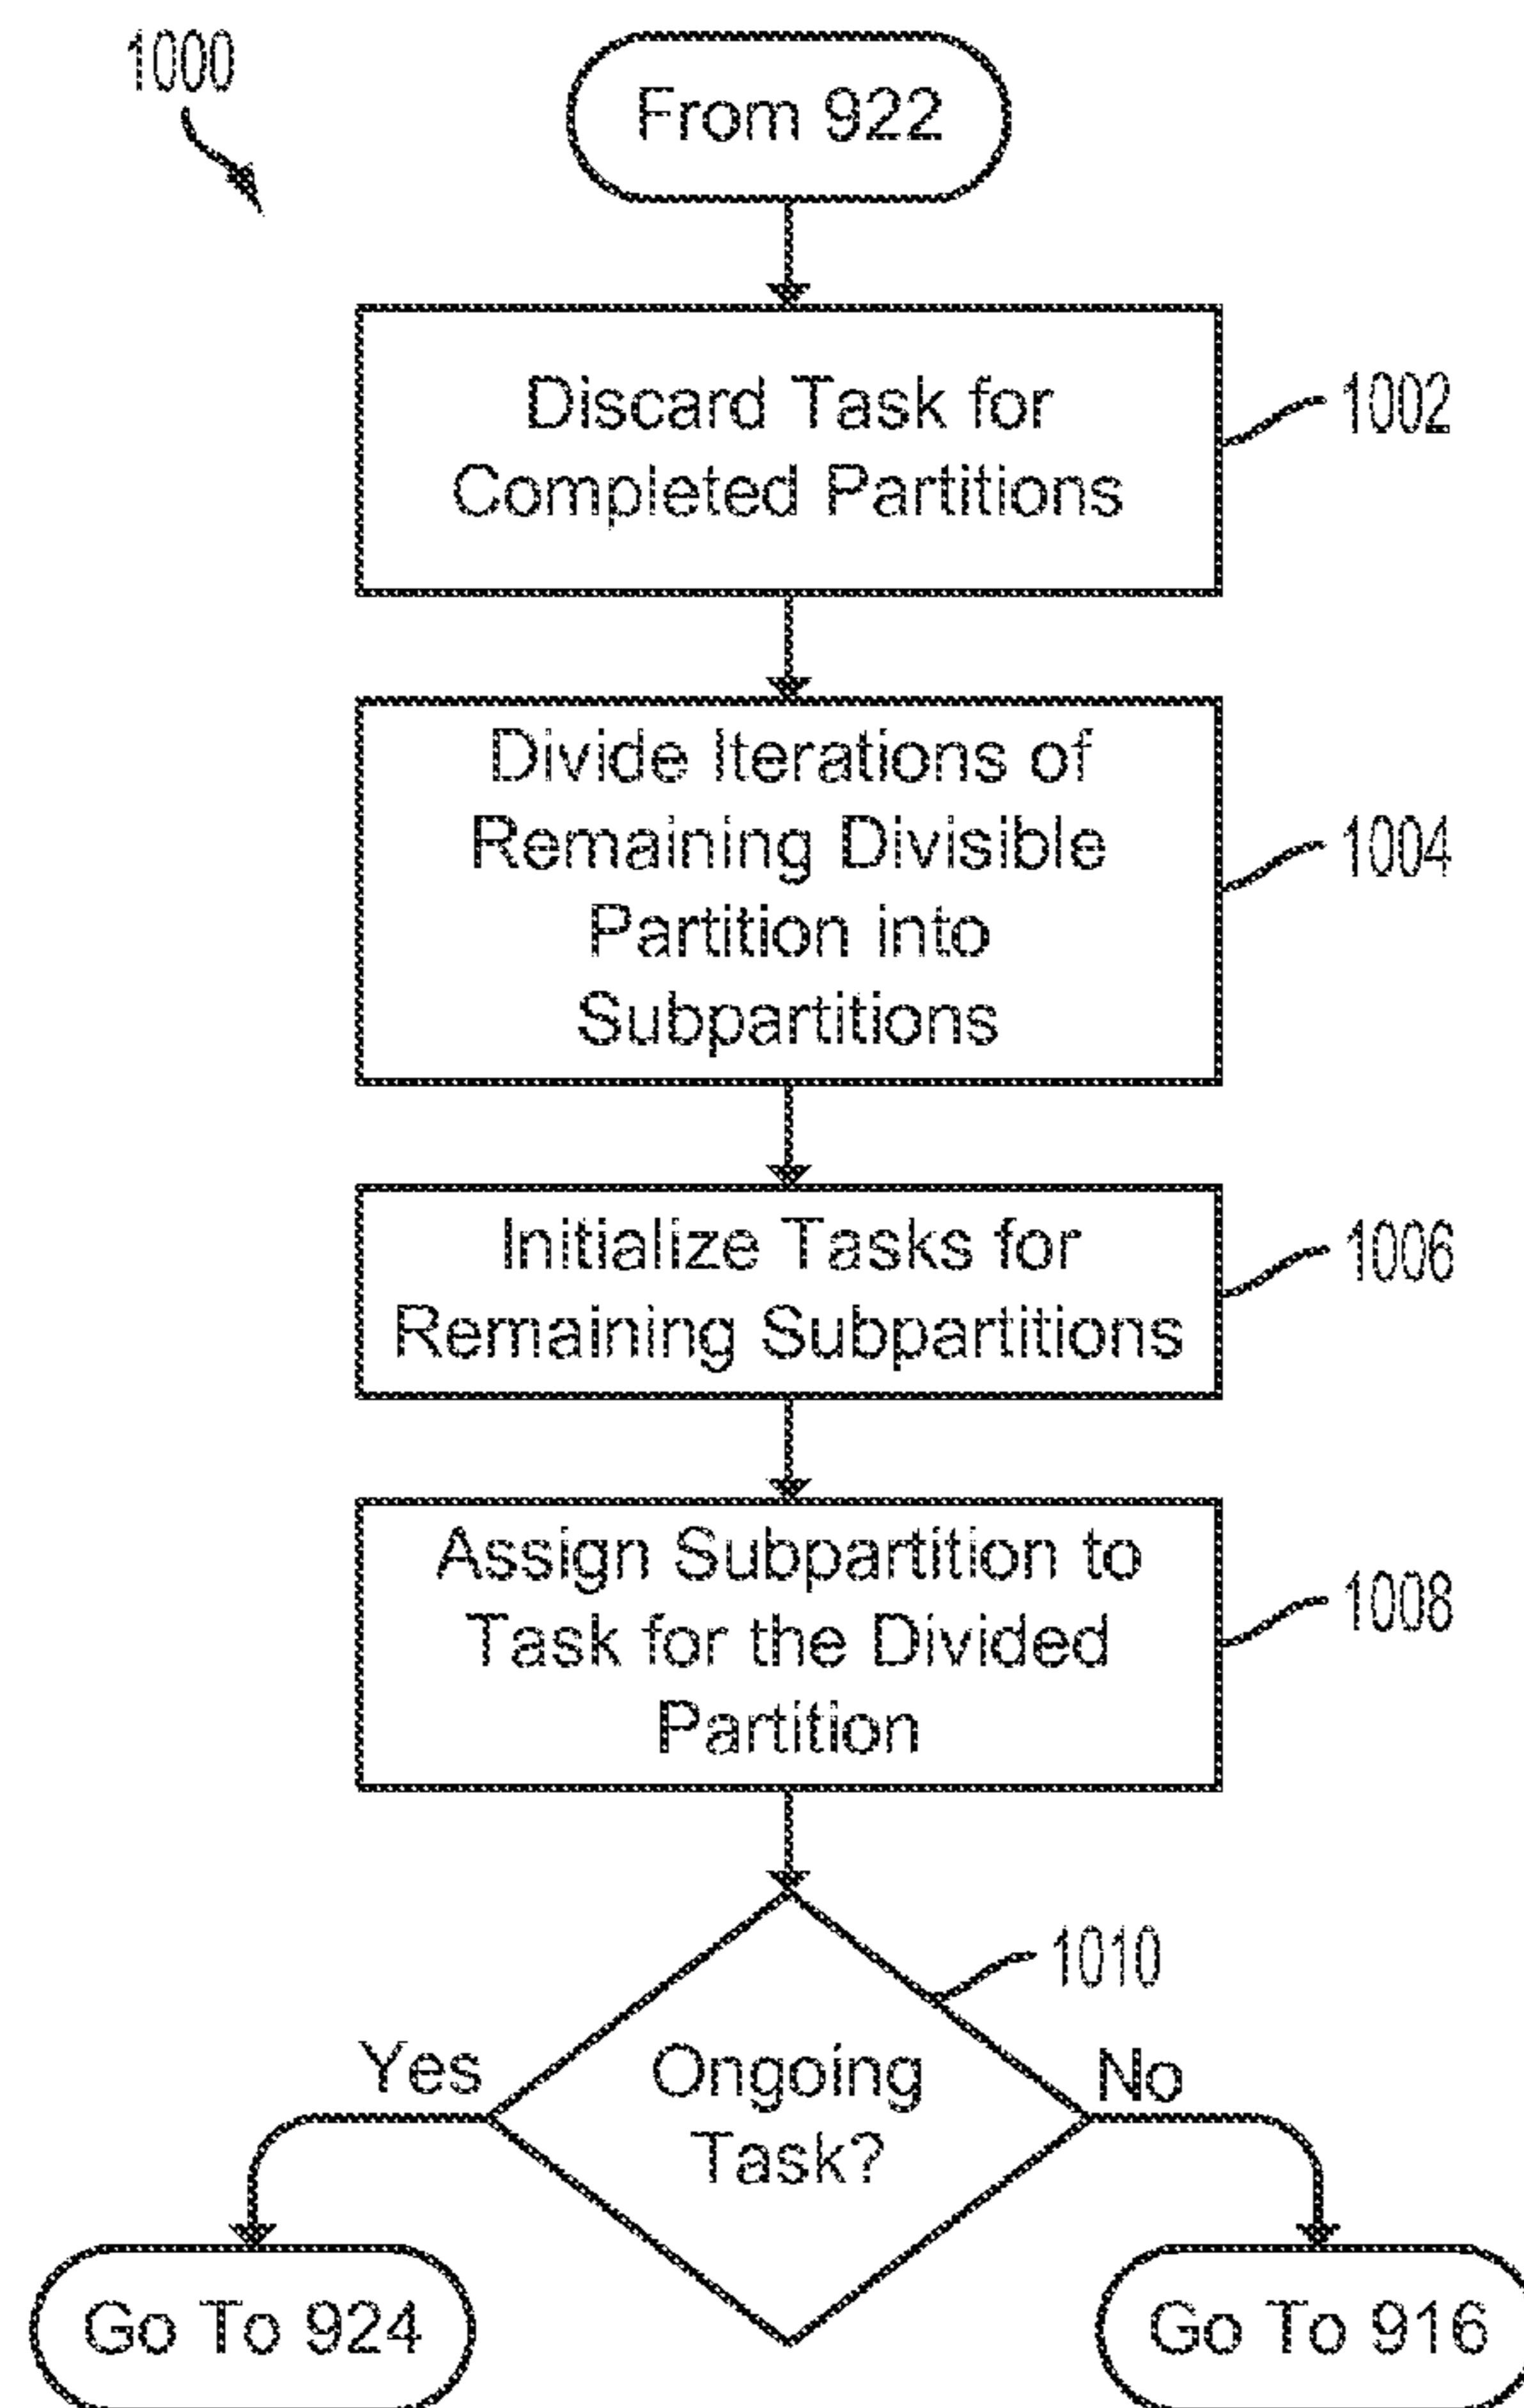 1000
From 922
Discard Task for
Completed Partitions
1002
Divide Iterations of
Remaining Divisible
Partition into
Subpartitions
1004
Initialize Tasks for
Remaining Subpartitions
1006
Assign Subpartition to
Task for the Divided
Partition
1008
1010
Ongoing
Task?
Yes
No
Go To 924
Go To 916